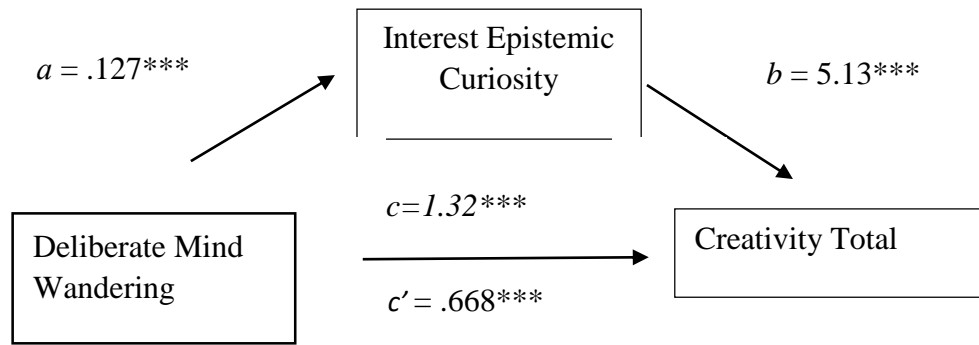 Interest Epistemic
Curiosity
a = .127***
b = 5.13***
c=1.32***
Deliberate Mind
Wandering
Creativity Total
c’ = .668***